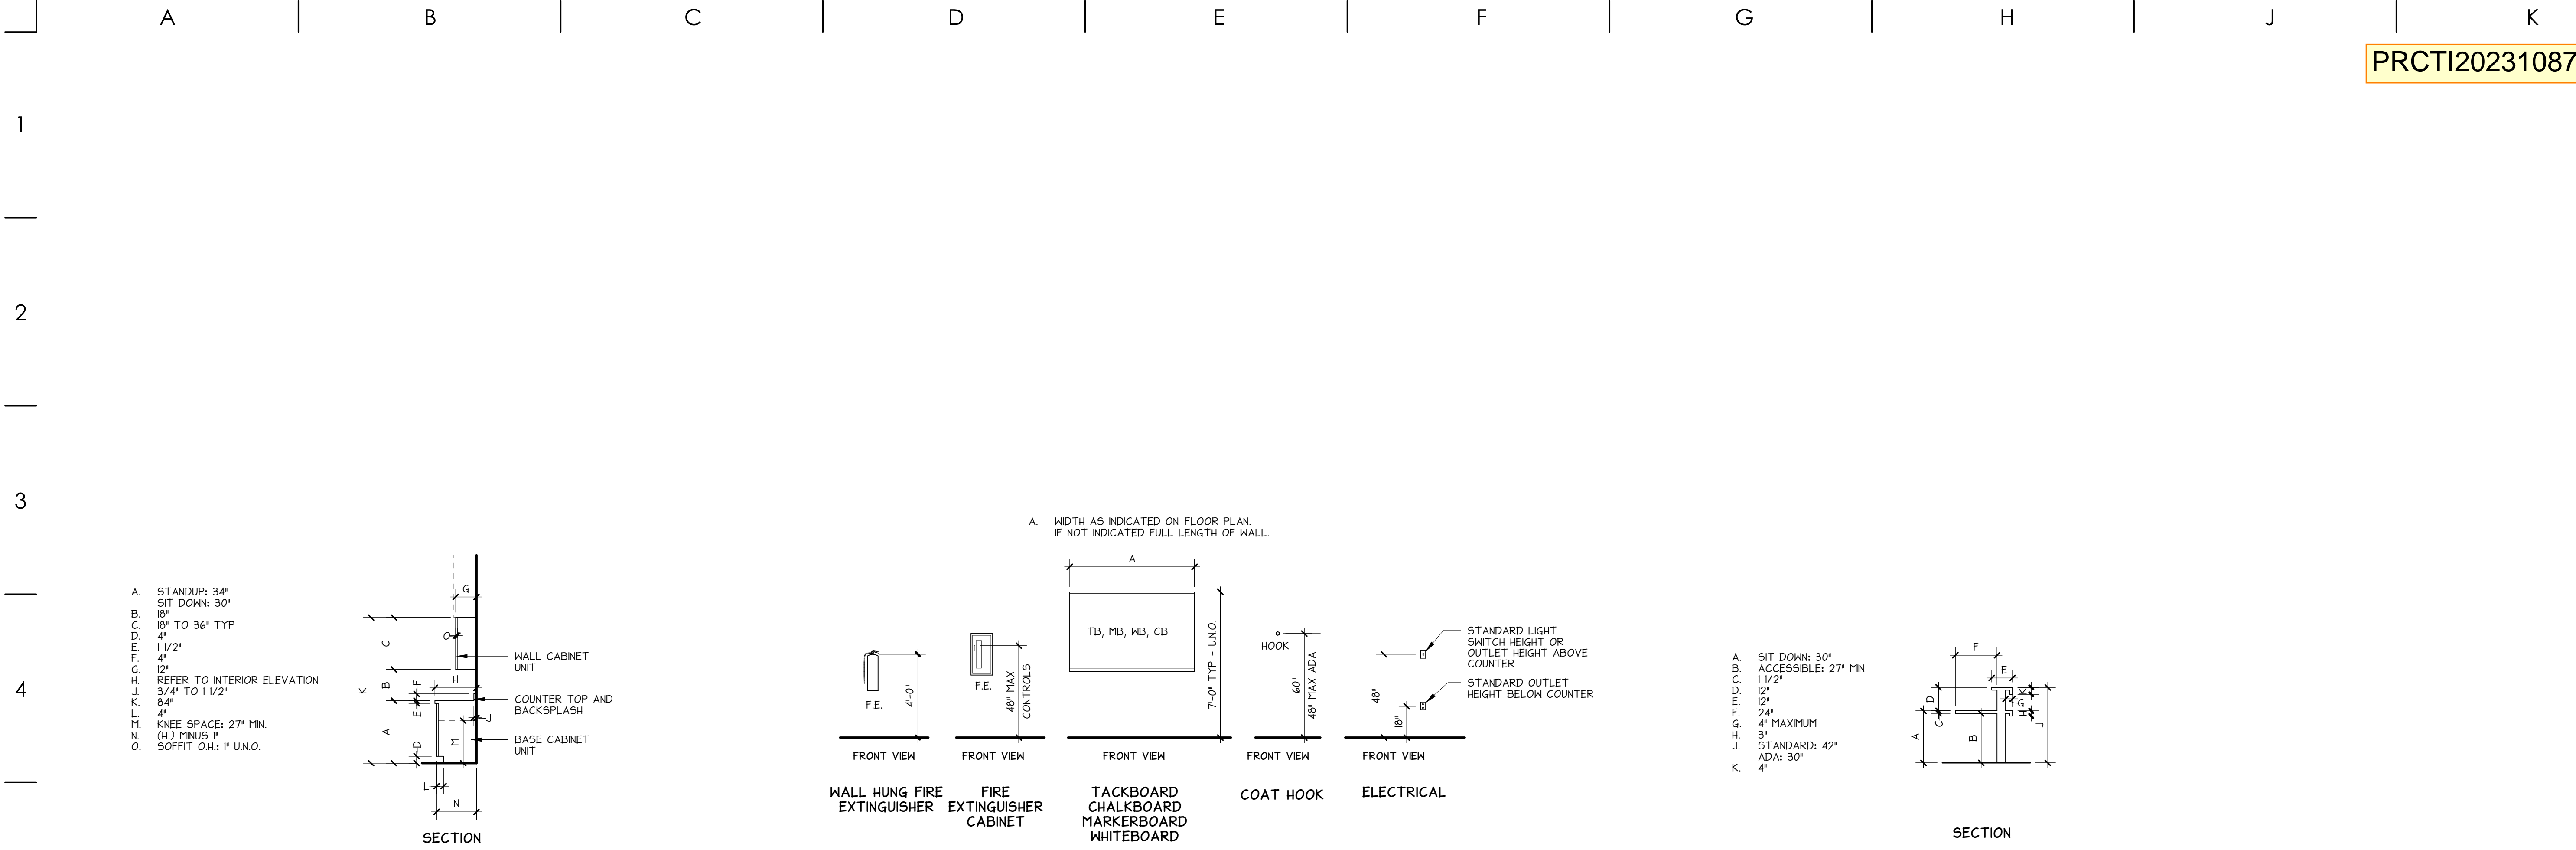 A B C D E F G H J K
PRCTI20231087
1
2
3
4
A. STANDUP: 34"
SIT DOWN: 30"
B. 18"
C. 18" TO 36" TYP
D. 4"
E. 1 1/2"
F. 4"
G. 12"
H. REFER TO INTERIOR ELEVATION
J. 3/4" TO 1 1/2"
K. 84"
L. 4"
M. KNEE SPACE: 27" MIN.
N. (H.) MINUS 1"
O. SOFFIT O.H.: 1" U.N.O.
G
O
C
K
B
F
H
E
J
A
D
M
L
N
WALL CABINET
UNIT
COUNTER TOP AND
BACKSPLASH
BASE CABINET
UNIT
SECTION
F.E.
4'-0"
FRONT VIEW
WALL HUNG FIRE
EXTINGUISHER
F.E.
48" MAX
CONTROLS
FRONT VIEW
FIRE
EXTINGUISHER
CABINET
A. WIDTH AS INDICATED ON FLOOR PLAN.
IF NOT INDICATED FULL LENGTH OF WALL.
A
TB, MB, WB, CB
7'-0" TYP - U.N.O.
FRONT VIEW
TACKBOARD
CHALKBOARD
MARKERBOARD
WHITEBOARD
HOOK
60"
48" MAX ADA
FRONT VIEW
COAT HOOK
48"
18"
STANDARD LIGHT
SWITCH HEIGHT OR
OUTLET HEIGHT ABOVE
COUNTER
STANDARD OUTLET
HEIGHT BELOW COUNTER
FRONT VIEW
ELECTRICAL
A. SIT DOWN: 30"
B. ACCESSIBLE: 27" MIN
C. 1 1/2"
D. 12"
E. 12"
F. 24"
G. 4" MAXIMUM
H. 3"
J. STANDARD: 42"
ADA: 30"
K. 4"
F
E
D
K
G
C
H
J
A
B
SECTION